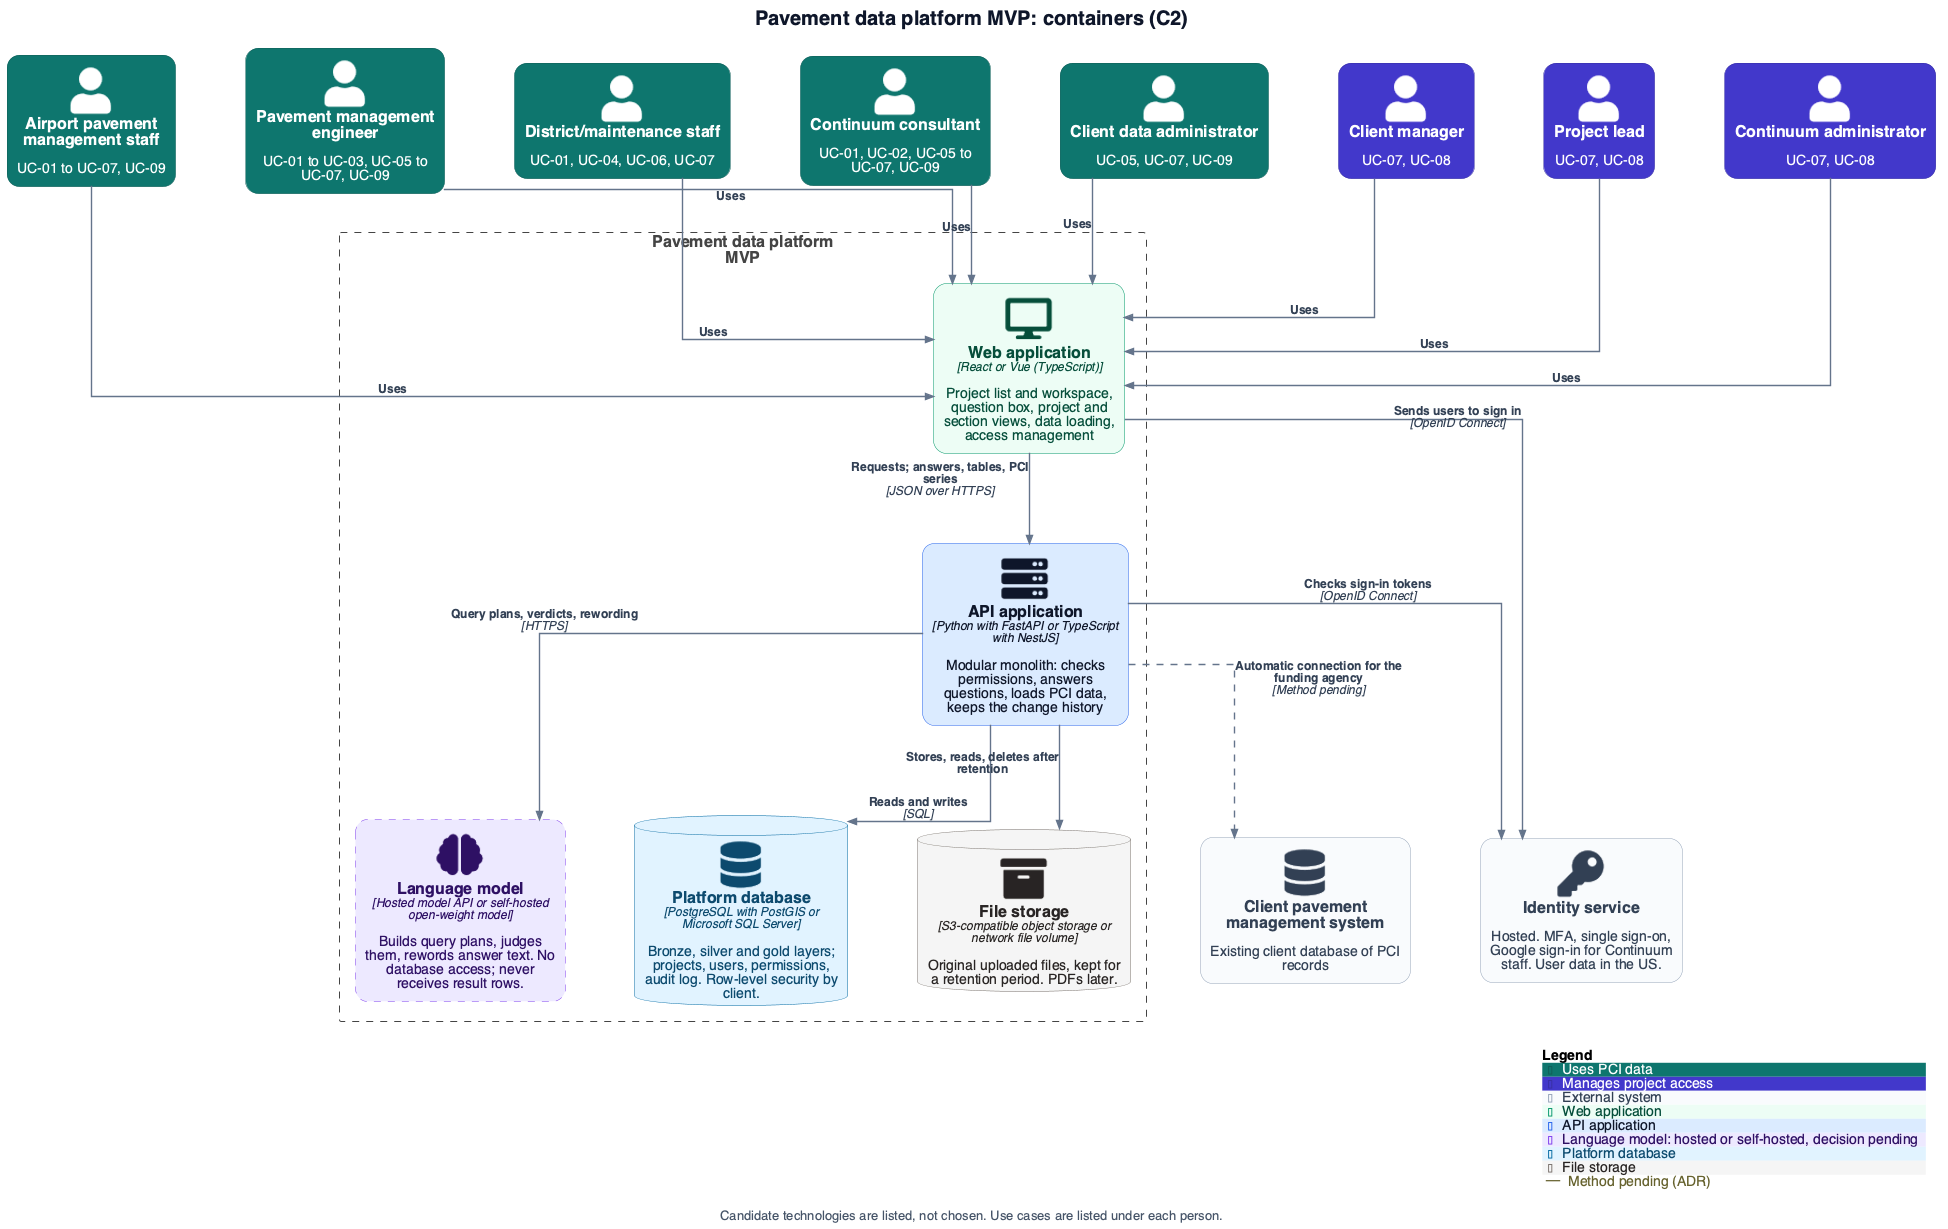 Pavement data platform MVP: containers (C2)
Airport pavement
management staff
UC-01 to UC-07, UC-09
Pavement management
engineer
UC-01 to UC-03, UC-05 to
UC-07, UC-09
District/maintenance staff
UC-01, UC-04, UC-06, UC-07
Continuum consultant
UC-01, UC-02, UC-05 to
UC-07, UC-09
Client data administrator
UC-05, UC-07, UC-09
Client manager
UC-07, UC-08
Project lead
UC-07, UC-08
Continuum administrator
UC-07, UC-08
Uses
Uses
Uses
Pavement data platform
MVP
Uses
Uses
Uses
Uses
Uses
Web application
[React or Vue (TypeScript)]
Project list and workspace,
question box, project and
section views, data loading,
access management
Sends users to sign in
[OpenID Connect]
Requests; answers, tables, PCI
series
[JSON over HTTPS]
API application
[Python with FastAPI or TypeScript
with NestJS]
Modular monolith: checks
permissions, answers
questions, loads PCI data,
keeps the change history
Query plans, verdicts, rewording
[HTTPS]
Checks sign-in tokens
[OpenID Connect]
Automatic connection for the
funding agency
[Method pending]
Stores, reads, deletes after
retention
Reads and writes
[SQL]
Language model
[Hosted model API or self-hosted
open-weight model]
Builds query plans, judges
them, rewords answer text. No
database access; never
receives result rows.
Platform database
[PostgreSQL with PostGIS or
Microsoft SQL Server]
Bronze, silver and gold layers;
projects, users, permissions,
audit log. Row-level security by
client.
File storage
[S3-compatible object storage or
network file volume]
Original uploaded files, kept for
a retention period. PDFs later.
Client pavement
management system
Existing client database of PCI
records
Identity service
Hosted. MFA, single sign-on,
Google sign-in for Continuum
staff. User data in the US.
Legend
Uses PCI data
Manages project access
External system
Web application
API application
Language model: hosted or self-hosted, decision pending
Platform database
File storage
Method pending (ADR)
Candidate technologies are listed, not chosen. Use cases are listed under each person.